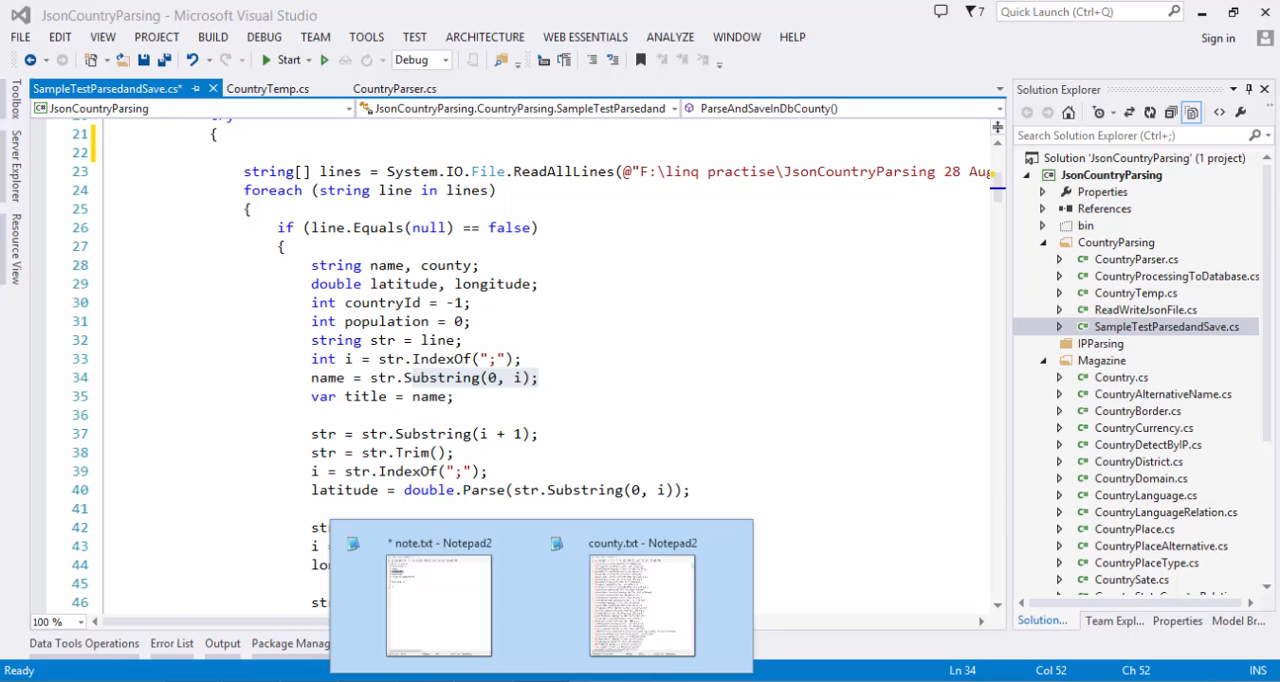 JsonCountryParsing - Microsoft Visual Studio
7
Quick Launch (Ctrl+Q)
FILE EDIT VIEW PROJECT BUILD DEBUG TEAM TOOLS TEST ARCHITECTURE WEB ESSENTIALS ANALYZE WINDOW HELP
Sign in
Start
Debug
SampleTestParsedandSave.cs*
CountryTemp.cs
CountryParser.cs
JsonCountryParsing
JsonCountryParsing.CountryParsing.SampleTestParsedand
ParseAndSaveInDbCounty()
Toolbox
Server Explorer
Resource View
21 {
22
23 string[] lines = System.IO.File.ReadAllLines(@"F:\linq practise\JsonCountryParsing 28 Aug
24 foreach (string line in lines)
25 {
26 if (line.Equals(null) == false)
27 {
28 string name, county;
29 double latitude, longitude;
30 int countryId = -1;
31 int population = 0;
32 string str = line;
33 int i = str.IndexOf(";");
34 name = str.Substring(0, i);
35 var title = name;
36
37 str = str.Substring(i + 1);
38 str = str.Trim();
39 i = str.IndexOf(";");
40 latitude = double.Parse(str.Substring(0, i));
41
42 st
43 i =
44 lon
45
46 st
* note.txt - Notepad2
county.txt - Notepad2
100 %
Solution Explorer
Search Solution Explorer (Ctrl+;)
Solution 'JsonCountryParsing' (1 project)
JsonCountryParsing
Properties
References
bin
CountryParsing
CountryParser.cs
CountryProcessingToDatabase.cs
CountryTemp.cs
ReadWriteJsonFile.cs
SampleTestParsedandSave.cs
IPParsing
Magazine
Country.cs
CountryAlternativeName.cs
CountryBorder.cs
CountryCurrency.cs
CountryDetectByIP.cs
CountryDistrict.cs
CountryDomain.cs
CountryLanguage.cs
CountryLanguageRelation.cs
CountryPlace.cs
CountryPlaceAlternative.cs
CountryPlaceType.cs
CountrySate.cs
Solution... Team Expl... Properties Model Br...
Data Tools Operations Error List Output Package Manag
Ready
Ln 34
Col 52
Ch 52
INS